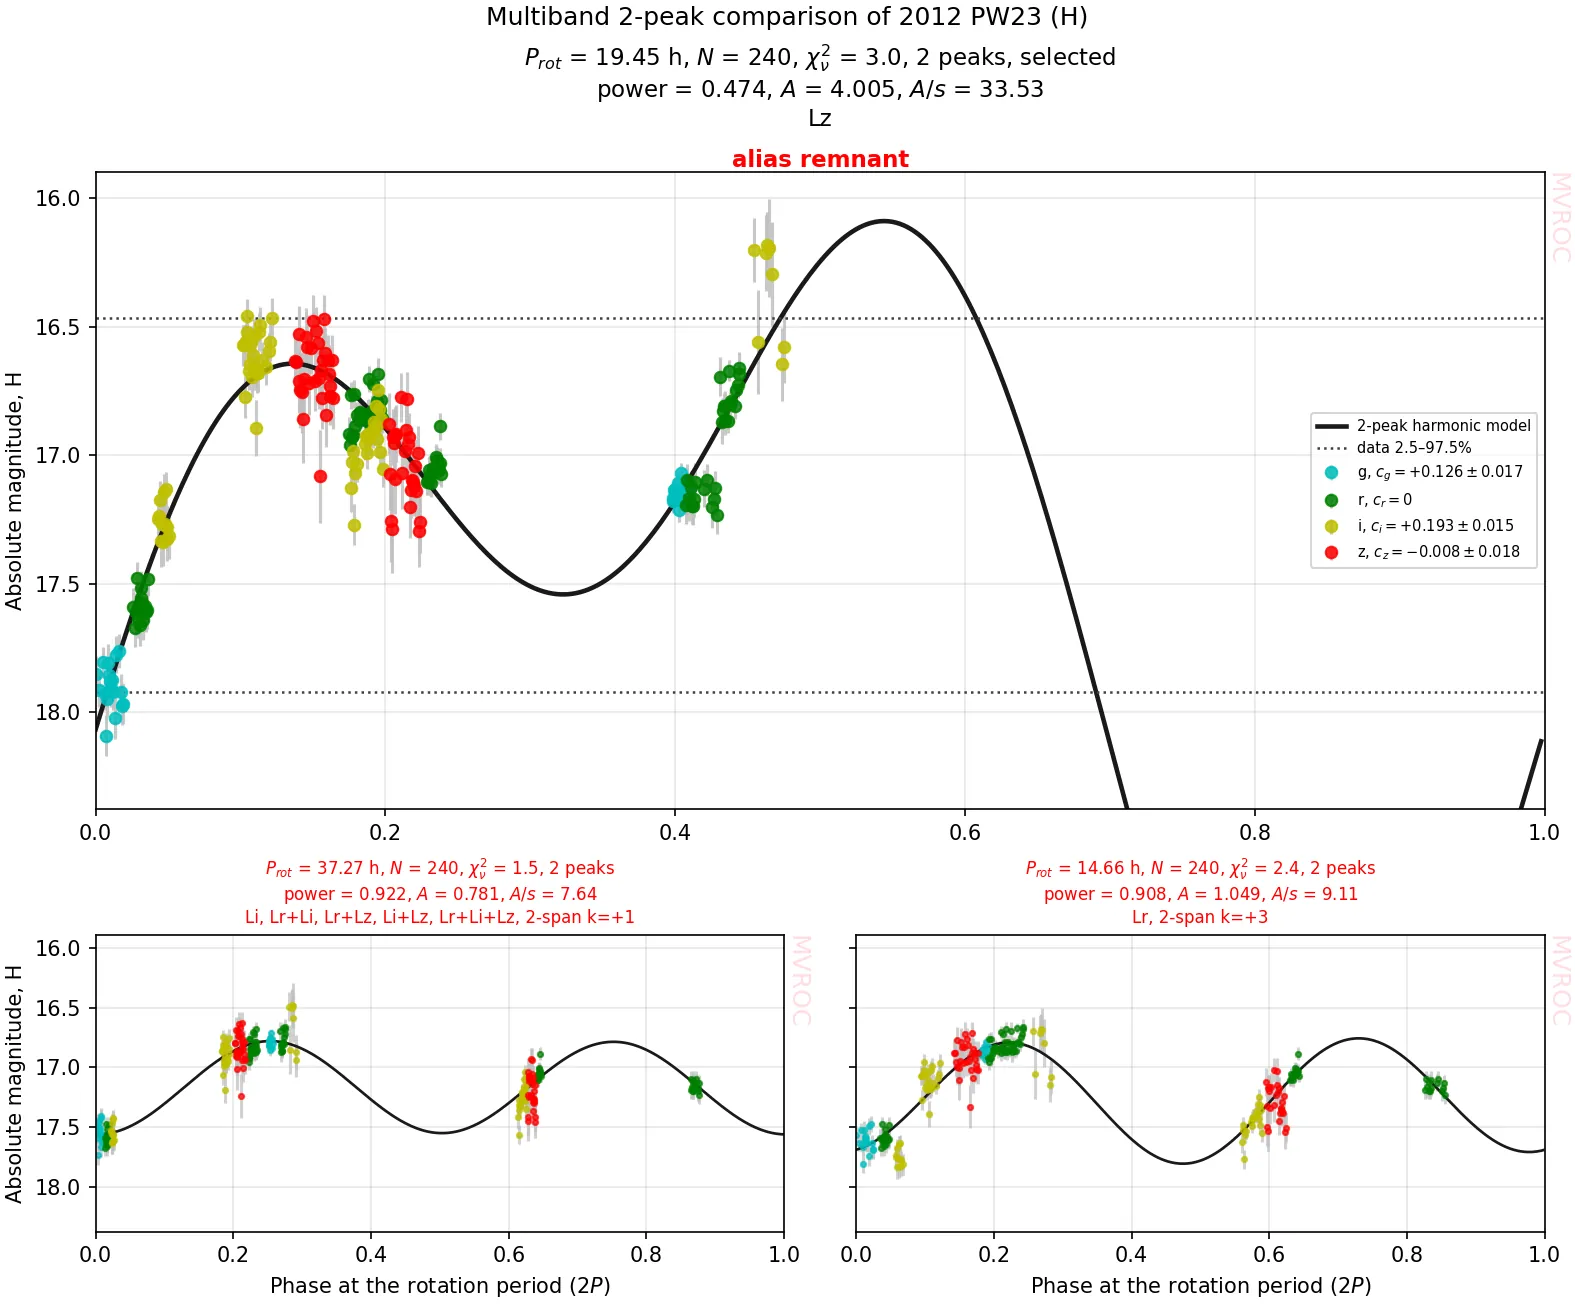 Multiband 2-peak comparison of 2012 PW23 (H)
P_rot = 19.45 h, N = 240, χ²_ν = 3.0, 2 peaks, selected
power = 0.474, A = 4.005, A/s = 33.53
Lz
alias remnant
MVROC
Absolute magnitude, H
16.0
16.5
17.0
17.5
18.0
2-peak harmonic model
data 2.5–97.5%
g, c_g = +0.126 ± 0.017
r, c_r = 0
i, c_i = +0.193 ± 0.015
z, c_z = −0.008 ± 0.018
0.0 0.2 0.4 0.6 0.8 1.0
P_rot = 37.27 h, N = 240, χ²_ν = 1.5, 2 peaks
power = 0.922, A = 0.781, A/s = 7.64
Li, Lr+Li, Lr+Lz, Li+Lz, Lr+Li+Lz, 2-span k=+1
MVROC
Absolute magnitude, H
16.0
16.5
17.0
17.5
18.0
0.0 0.2 0.4 0.6 0.8 1.0
Phase at the rotation period (2P)
P_rot = 14.66 h, N = 240, χ²_ν = 2.4, 2 peaks
power = 0.908, A = 1.049, A/s = 9.11
Lr, 2-span k=+3
MVROC
0.0 0.2 0.4 0.6 0.8 1.0
Phase at the rotation period (2P)